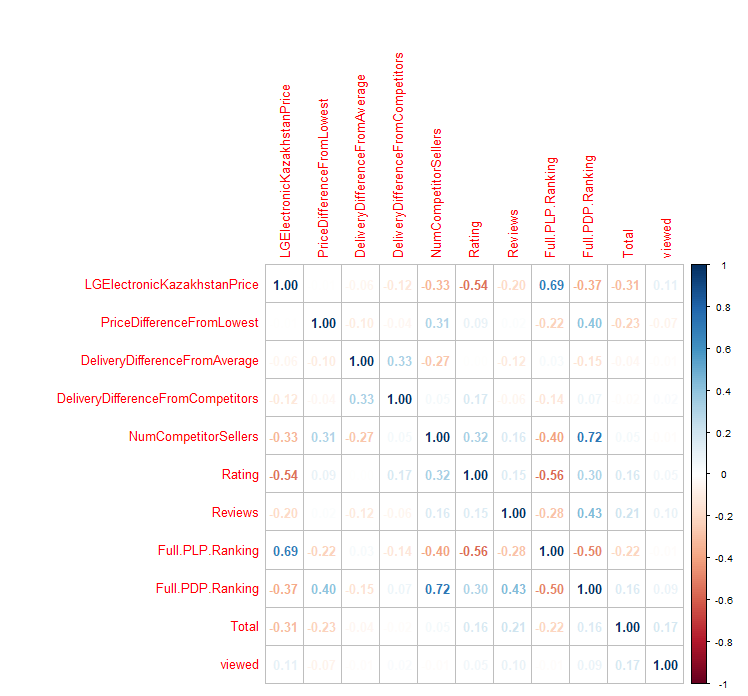 LGElectronicKazakhstanPrice
PriceDifferenceFromLowest
DeliveryDifferenceFromAverage
DeliveryDifferenceFromCompetitors
NumCompetitorSellers
Rating
Reviews
Full.PLP.Ranking
Full.PDP.Ranking
Total
viewed
LGElectronicKazakhstanPrice 1.00 -0.06 -0.12 -0.33 -0.54 -0.20 0.69 -0.37 -0.31 0.11
PriceDifferenceFromLowest 1.00 -0.10 -0.04 0.31 0.09 -0.22 0.40 -0.23 -0.07
DeliveryDifferenceFromAverage -0.06 -0.10 1.00 0.33 -0.27 -0.12 -0.15
DeliveryDifferenceFromCompetitors -0.12 -0.04 0.33 1.00 0.05 0.17 -0.06 -0.14 0.07
NumCompetitorSellers -0.33 0.31 -0.27 0.05 1.00 0.32 0.16 -0.40 0.72
Rating -0.54 0.09 0.17 0.32 1.00 0.15 -0.56 0.30 0.16 0.05
Reviews -0.20 -0.12 -0.06 0.16 0.15 1.00 -0.28 0.43 0.21 0.10
Full.PLP.Ranking 0.69 -0.22 -0.14 -0.40 -0.56 -0.28 1.00 -0.50 -0.22
Full.PDP.Ranking -0.37 0.40 -0.15 0.07 0.72 0.30 0.43 -0.50 1.00 0.16 0.09
Total -0.31 -0.23 0.16 0.21 -0.22 0.16 1.00 0.17
viewed 0.11 -0.07 0.05 0.10 0.09 0.17 1.00
1
0.8
0.6
0.4
0.2
0
-0.2
-0.4
-0.6
-0.8
-1